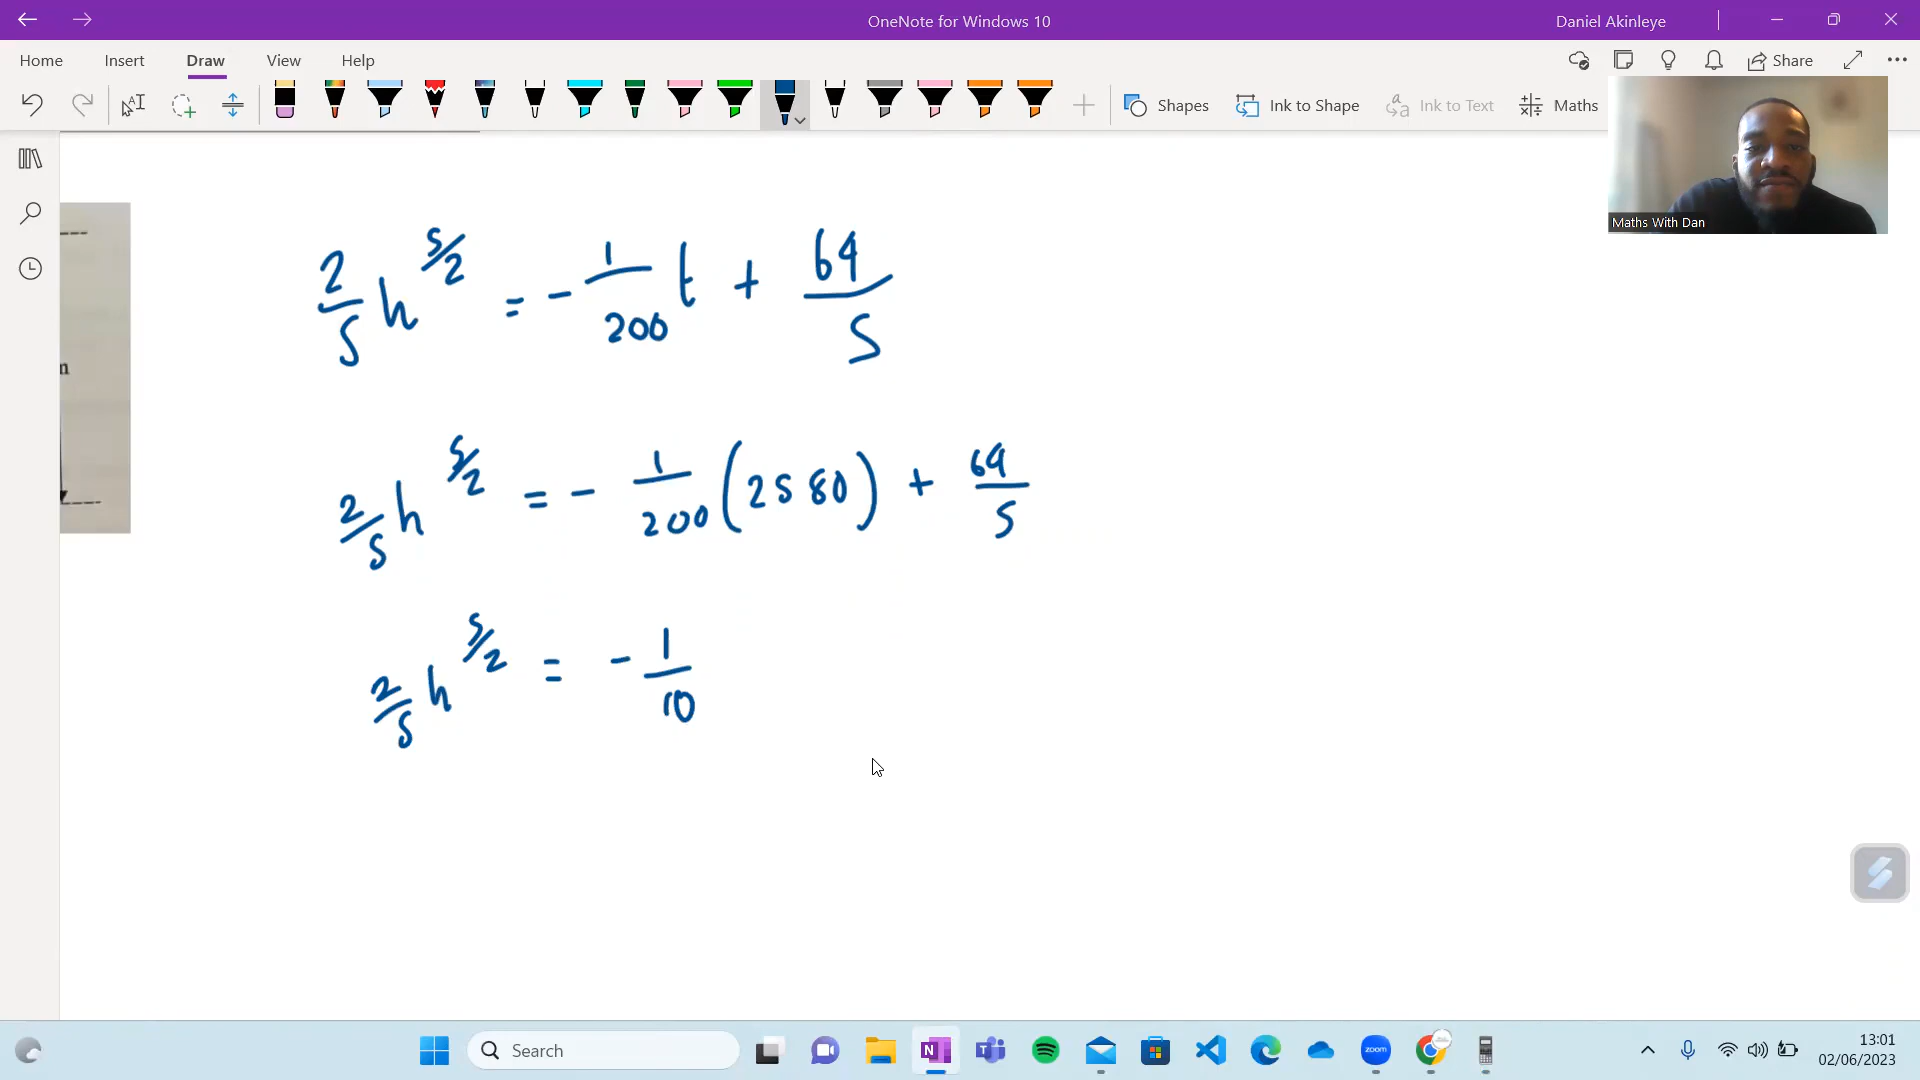 OneNote for Windows 10
Daniel Akinleye
Home Insert Draw View Help
Share
Shapes Ink to Shape Ink to Text Maths
Maths With Dan
2/5 h^5/2 = - 1/200 t + 64/5
m
2/5 h^5/2 = - 1/200 (2580) + 64/5
2/5 h^5/2 = - 1/10
Search
zoom
13:01
02/06/2023